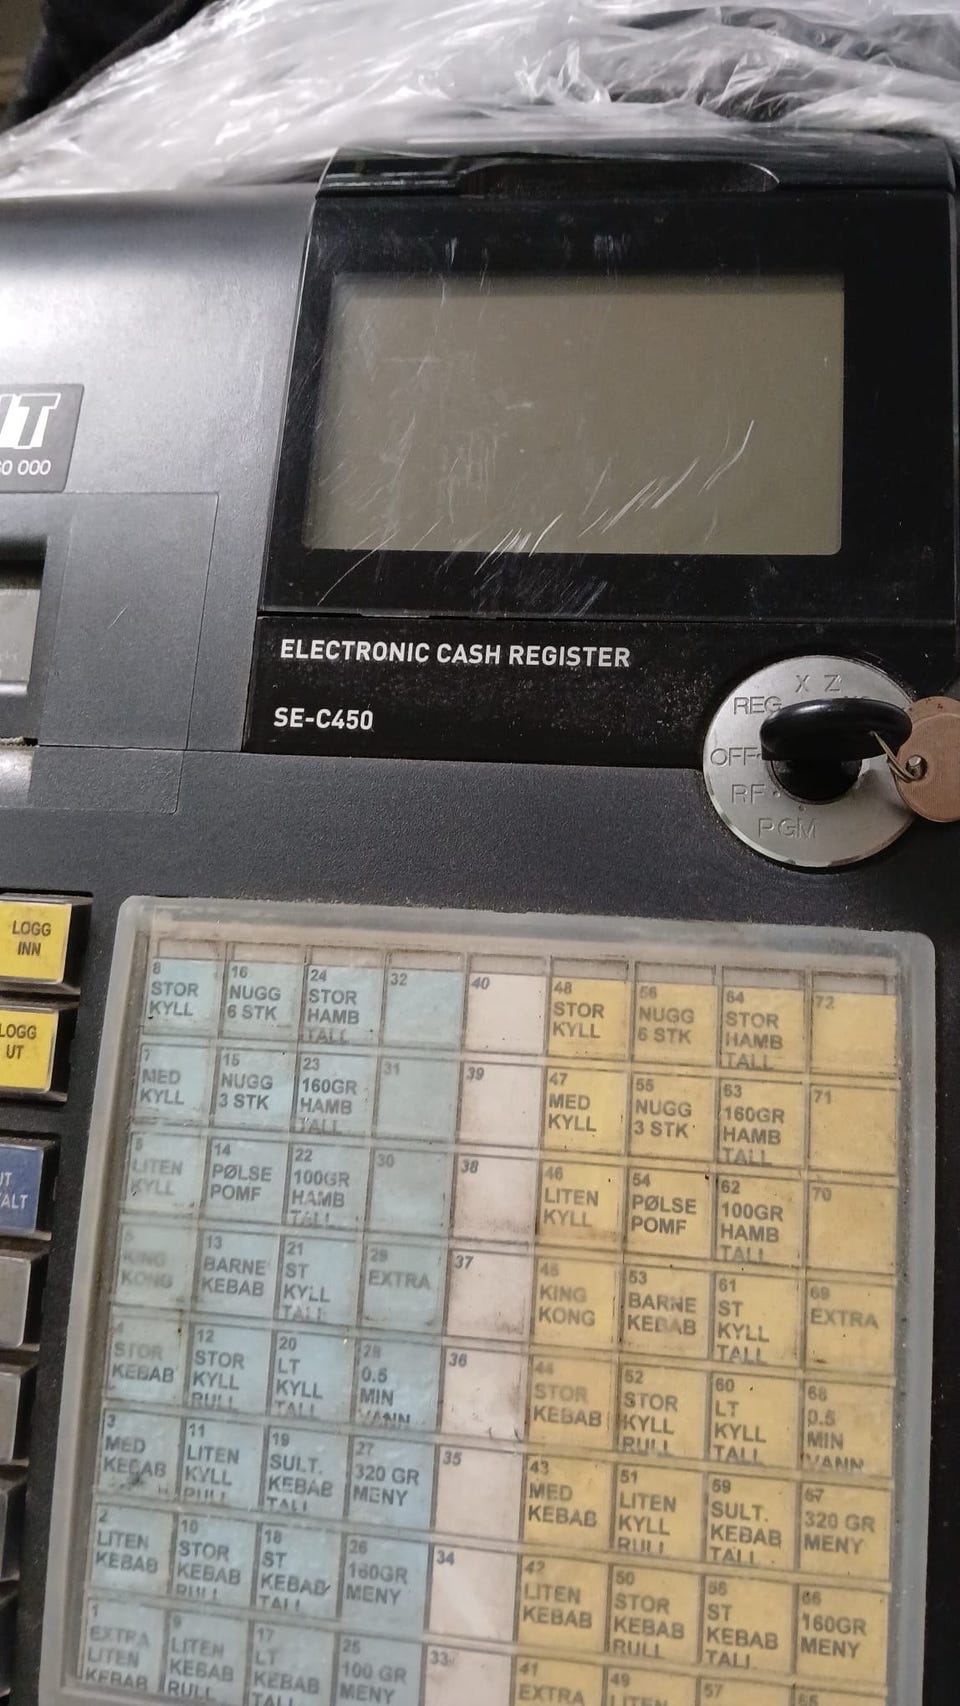 IT
60 000
ELECTRONIC CASH REGISTER
SE-C450
X Z
REG
OFF
RF
PGM
LOGG
INN
LOGG
UT
8 STOR KYLL
16 NUGG 6 STK
24 STOR HAMB TALL
32
40
48 STOR KYLL
56 NUGG 6 STK
64 STOR HAMB TALL
72
7 MED KYLL
15 NUGG 3 STK
23 160GR HAMB TALL
31
39
47 MED KYLL
55 NUGG 3 STK
63 160GR HAMB TALL
71
6 LITEN KYLL
14 PØLSE POMF
22 100GR HAMB TALL
30
38
46 LITEN KYLL
54 PØLSE POMF
62 100GR HAMB TALL
70
5 KING KONG
13 BARNE KEBAB
21 ST KYLL TALL
29 EXTRA
37
45 KING KONG
53 BARNE KEBAB
61 ST KYLL TALL
69 EXTRA
4 STOR KEBAB
12 STOR KYLL RULL
20 LT KYLL TALL
28 0.5 MIN VANN
36
44 STOR KEBAB
52 STOR KYLL RULL
60 LT KYLL TALL
68 0.5 MIN VANN
3 MED KEBAB
11 LITEN KYLL RULL
19 SULT. KEBAB TALL
27 320 GR MENY
35
43 MED KEBAB
51 LITEN KYLL RULL
59 SULT. KEBAB TALL
67 320 GR MENY
2 LITEN KEBAB
10 STOR KEBAB RULL
18 ST KEBAB TALL
26 160GR MENY
34
42 LITEN KEBAB
50 STOR KEBAB RULL
58 ST KEBAB TALL
66 160GR MENY
1 EXTRA LITEN KEBAB
9 LITEN KEBAB RULL
17 LT KEBAB TALL
25 100 GR MENY
33
41 EXTRA
49 LITEN
57
65